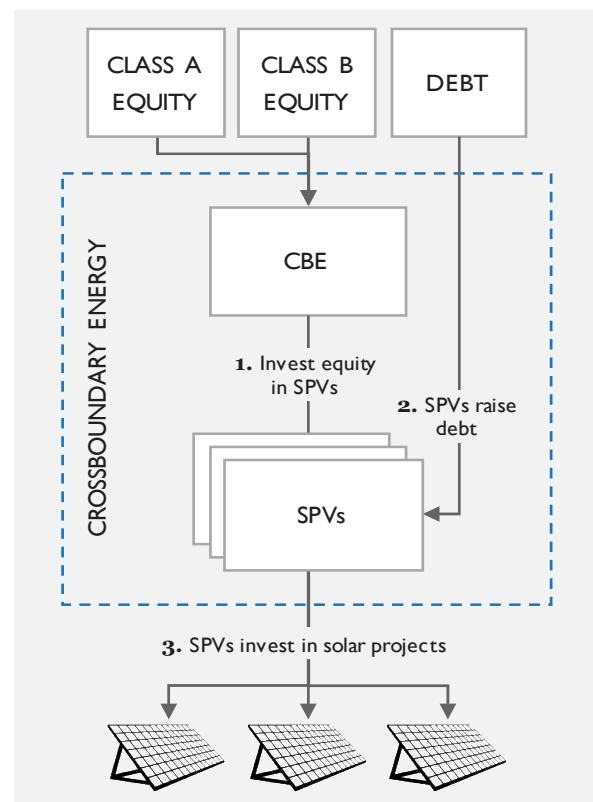 CLASS A
EQUITY
CLASS B
EQUITY
DEBT
CROSSBOUNDARY ENERGY
CBE
1. Invest equity
in SPVs
2. SPVs raise
debt
SPVs
3. SPVs invest in solar projects